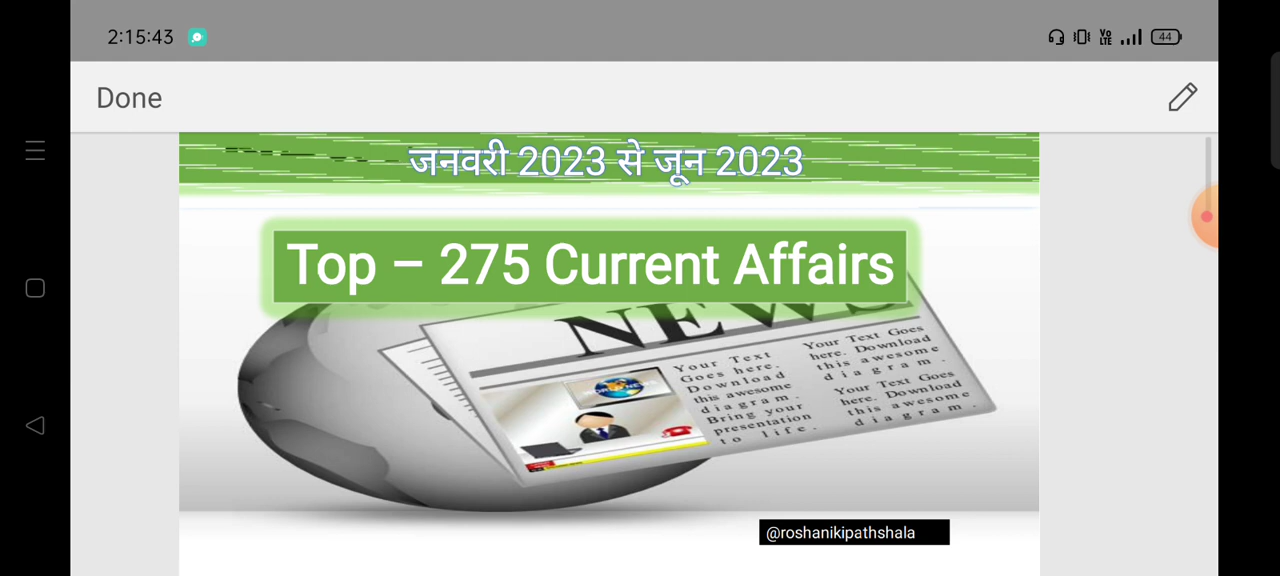 2:15:43
Vo
LTE
44
Done
जनवरी 2023 से जून 2023
Top – 275 Current Affairs
NEWS
Your Text
Goes here.
Download
this awesome
diagram.
Bring your
presentation
to life.
Your Text Goes
here. Download
this awesome
diagram.
Your Text Goes
here. Download
this awesome
diagram.
@roshanikipathshala